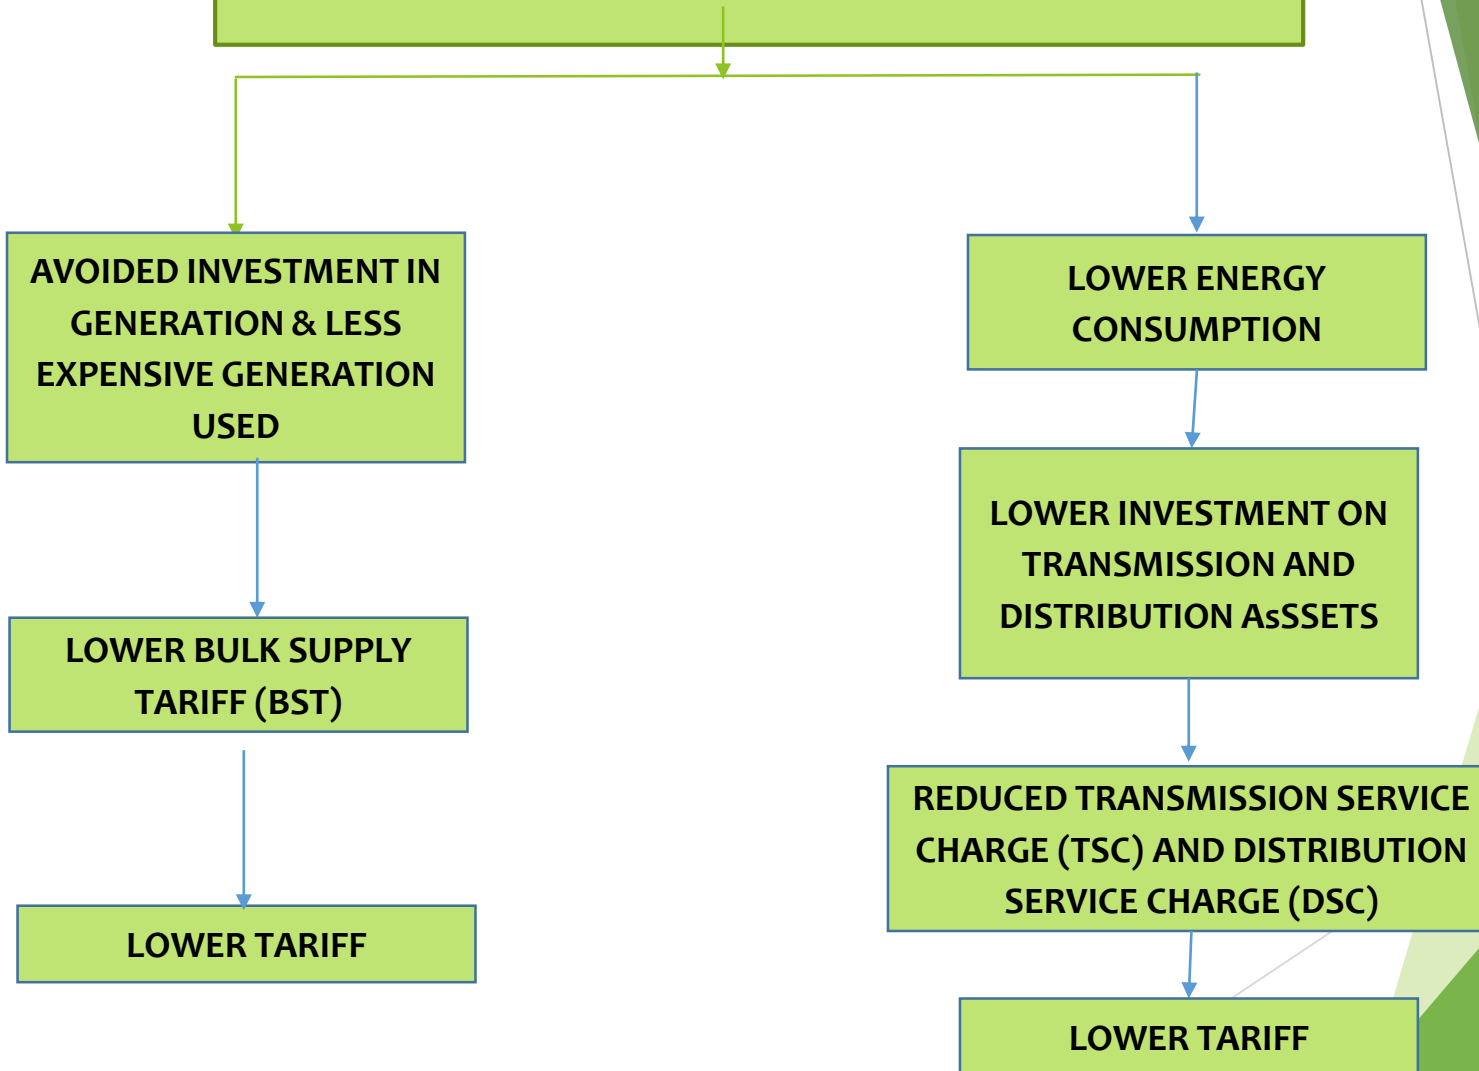 AVOIDED INVESTMENT IN
GENERATION & LESS
EXPENSIVE GENERATION
USED
LOWER BULK SUPPLY
TARIFF (BST)
LOWER TARIFF
LOWER ENERGY
CONSUMPTION
LOWER INVESTMENT ON
TRANSMISSION AND
DISTRIBUTION AsSSETS
REDUCED TRANSMISSION SERVICE
CHARGE (TSC) AND DISTRIBUTION
SERVICE CHARGE (DSC)
LOWER TARIFF